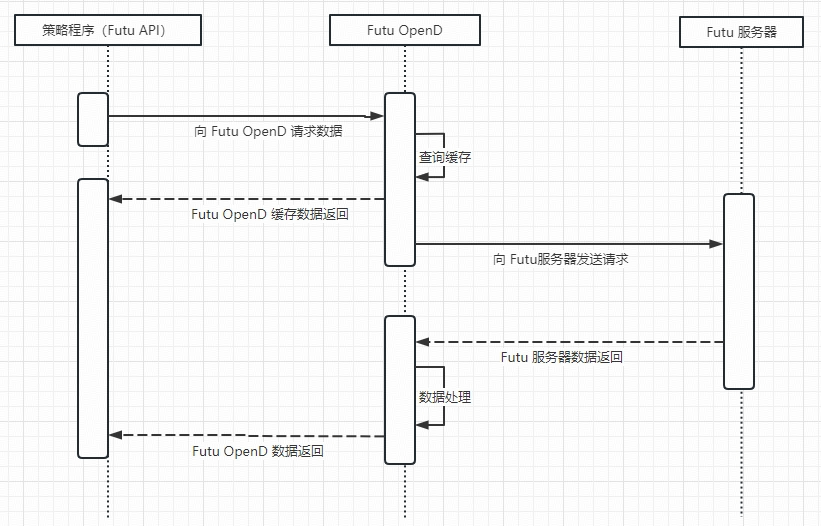 策略程序（Futu API）
Futu OpenD
Futu 服务器
向 Futu OpenD 请求数据
查询缓存
Futu OpenD 缓存数据返回
向 Futu服务器发送请求
Futu 服务器数据返回
数据处理
Futu OpenD 数据返回